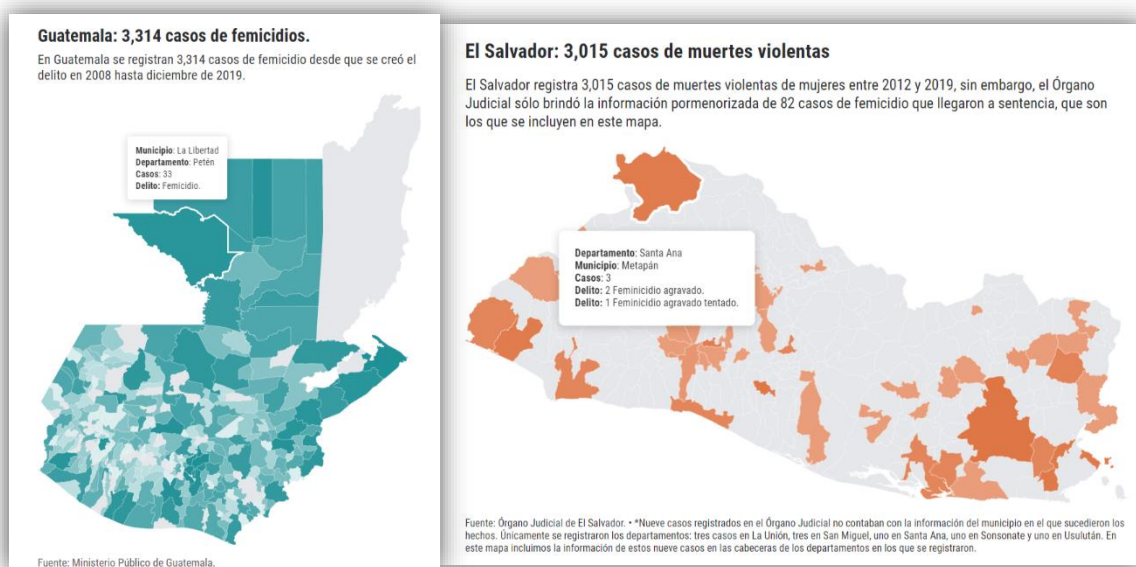 Guatemala: 3,314 casos de femicidios.
En Guatemala se registran 3,314 casos de femicidio desde que se creó el
delito en 2008 hasta diciembre de 2019.
Municipio: La Libertad
Departamento: Petén
Casos: 33
Delito: Femicidio.
Fuente: Ministerio Público de Guatemala.
El Salvador: 3,015 casos de muertes violentas
El Salvador registra 3,015 casos de muertes violentas de mujeres entre 2012 y 2019, sin embargo, el Órgano
Judicial sólo brindó la información pormenorizada de 82 casos de femicidio que llegaron a sentencia, que son
los que se incluyen en este mapa.
Departamento: Santa Ana
Municipio: Metapán
Casos: 3
Delito: 2 Feminicidio agravado.
Delito: 1 Feminicidio agravado tentado.
Fuente: Órgano Judicial de El Salvador. • *Nueve casos registrados en el Órgano Judicial no contaban con la información del municipio en el que sucedieron los
hechos. Únicamente se registraron los departamentos: tres casos en La Unión, tres en San Miguel, uno en Santa Ana, uno en Sonsonate y uno en Usulután. En
este mapa incluimos la información de estos nueve casos en las cabeceras de los departamentos en los que se registraron.